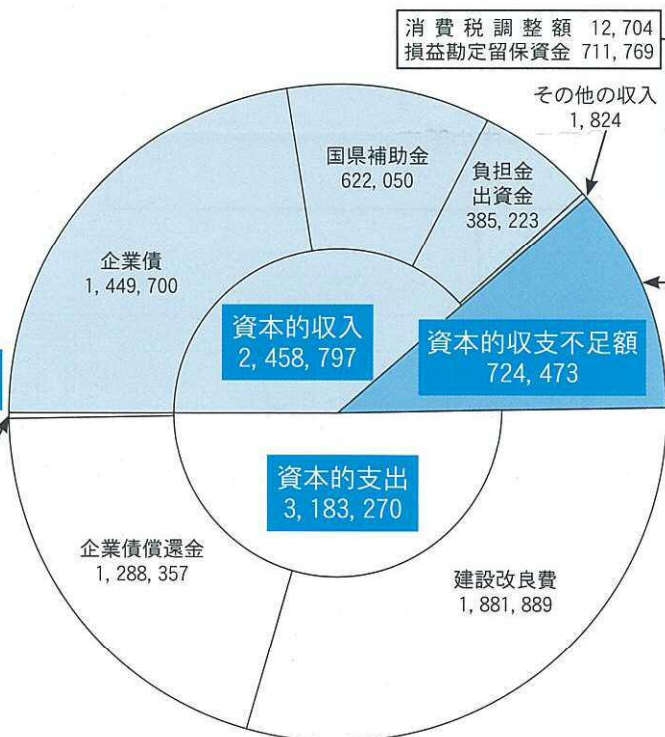 消費税調整額 12,704
損益勘定留保資金 711,769
その他の収入
1,824
国県補助金
622,050
負担金
出資金
385,223
企業債
1,449,700
資本的収入
2,458,797
資本的収支不足額
724,473
資本的支出
3,183,270
企業債償還金
1,288,357
建設改良費
1,881,889